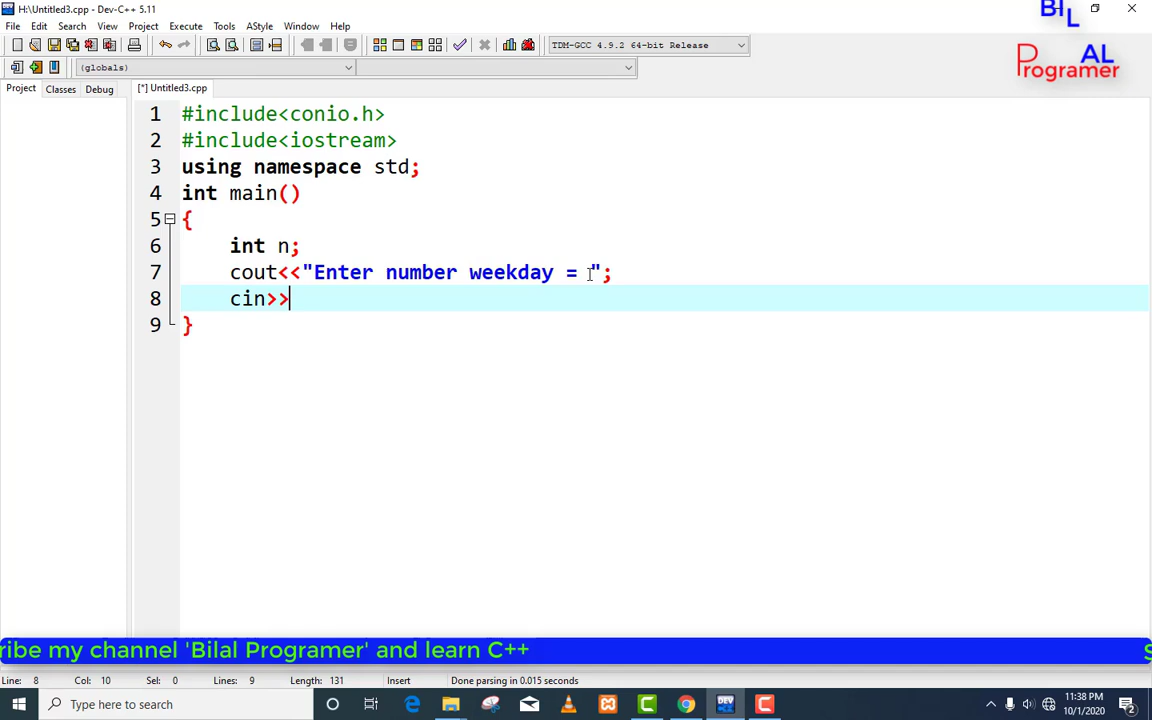 H:\Untitled3.cpp - Dev-C++ 5.11
BIL
File Edit Search View Project Execute Tools AStyle Window Help
TDM-GCC 4.9.2 64-bit Release
AL
Programer
(globals)
Project Classes Debug
[*] Untitled3.cpp
1 #include<conio.h>
2 #include<iostream>
3 using namespace std;
4 int main()
5 {
6 int n;
7 cout<<"Enter number weekday = ";
8 cin>>
9 }
ribe my channel 'Bilal Programer' and learn C++ S
Line: 8 Col: 10 Sel: 0 Lines: 9 Length: 131 Insert Done parsing in 0.015 seconds
Type here to search
11:38 PM
10/1/2020
2